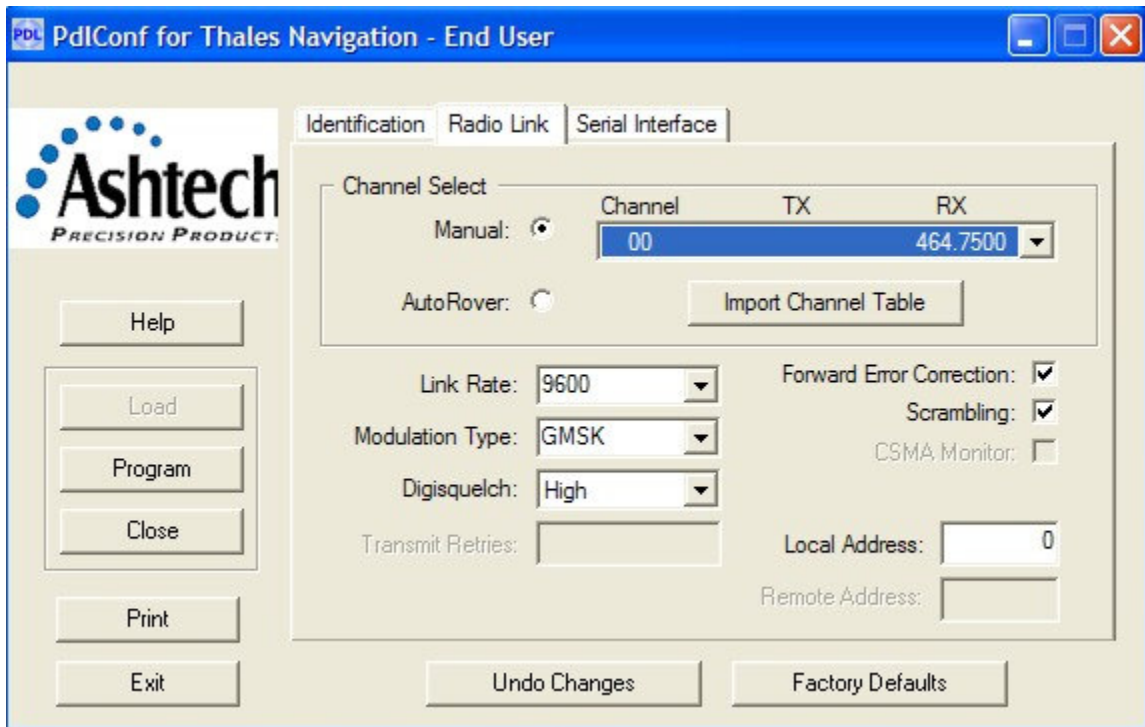 PDL PdlConf for Thales Navigation - End User
Ashtech
PRECISION PRODUCT
Identification Radio Link Serial Interface
Channel Select
Channel TX RX
Manual: 00 464.7500
AutoRover: Import Channel Table
Help
Load
Program
Close
Print
Exit
Link Rate: 9600
Modulation Type: GMSK
Digisquelch: High
Transmit Retries:
Forward Error Correction:
Scrambling:
CSMA Monitor:
Local Address: 0
Remote Address:
Undo Changes Factory Defaults